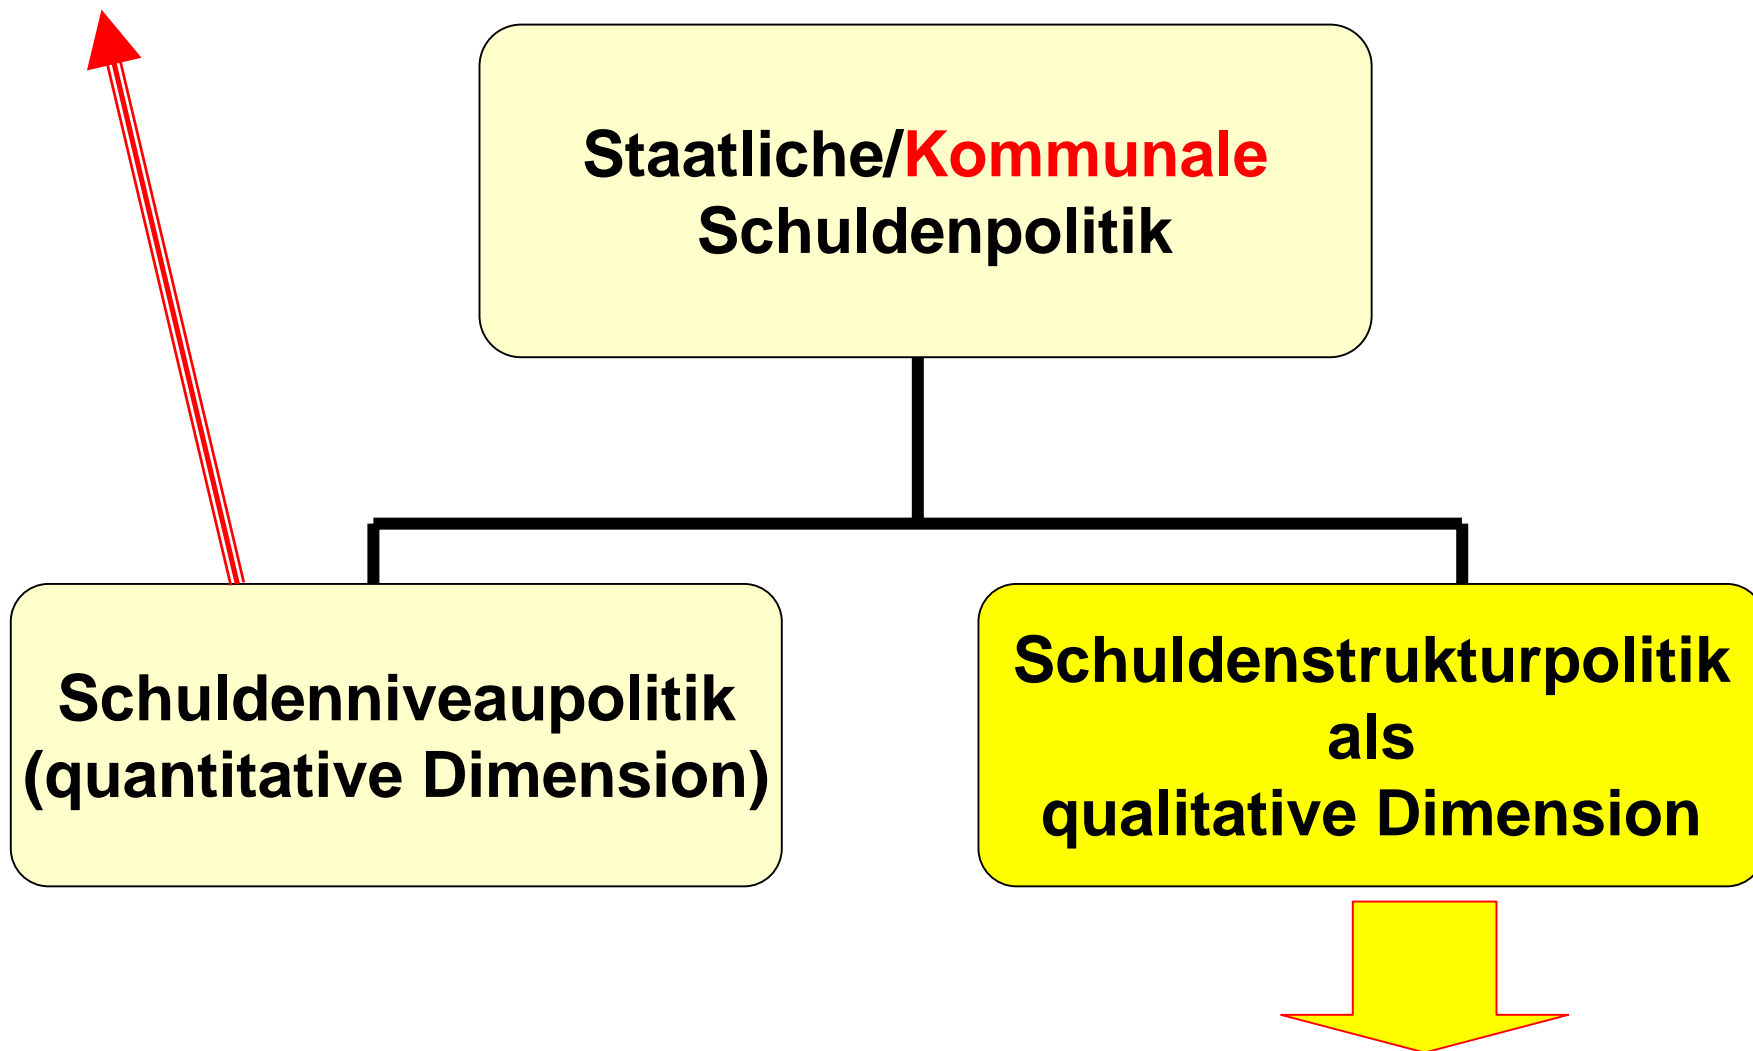 Staatliche/Kommunale
Schuldenpolitik
Schuldenniveaupolitik
(quantitative Dimension)
Schuldenstrukturpolitik
als
qualitative Dimension